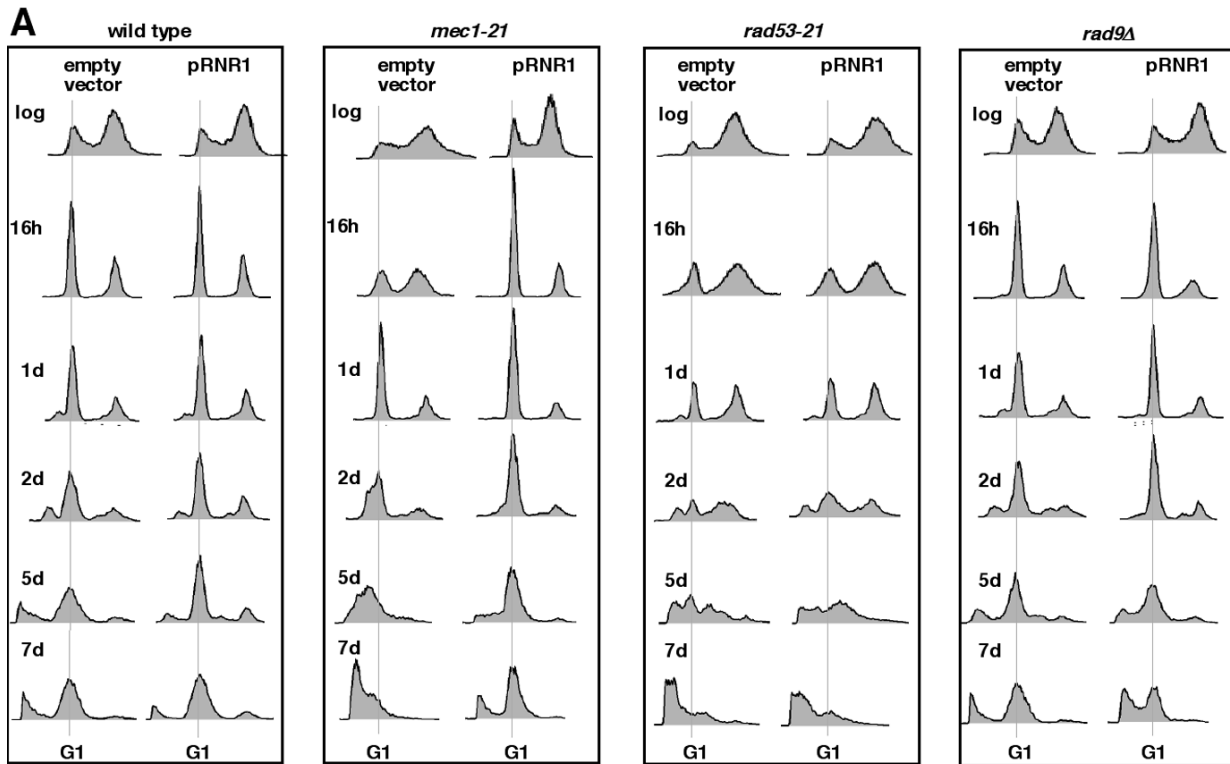 A
wild type
mec1-21
rad53-21
rad9Δ
empty
vector
pRNR1
empty
vector
pRNR1
empty
vector
pRNR1
empty
vector
pRNR1
log
log
log
log
16h
16h
16h
16h
1d
1d
1d
1d
2d
2d
2d
2d
5d
5d
5d
5d
7d
7d
7d
7d
G1
G1
G1
G1
G1
G1
G1
G1